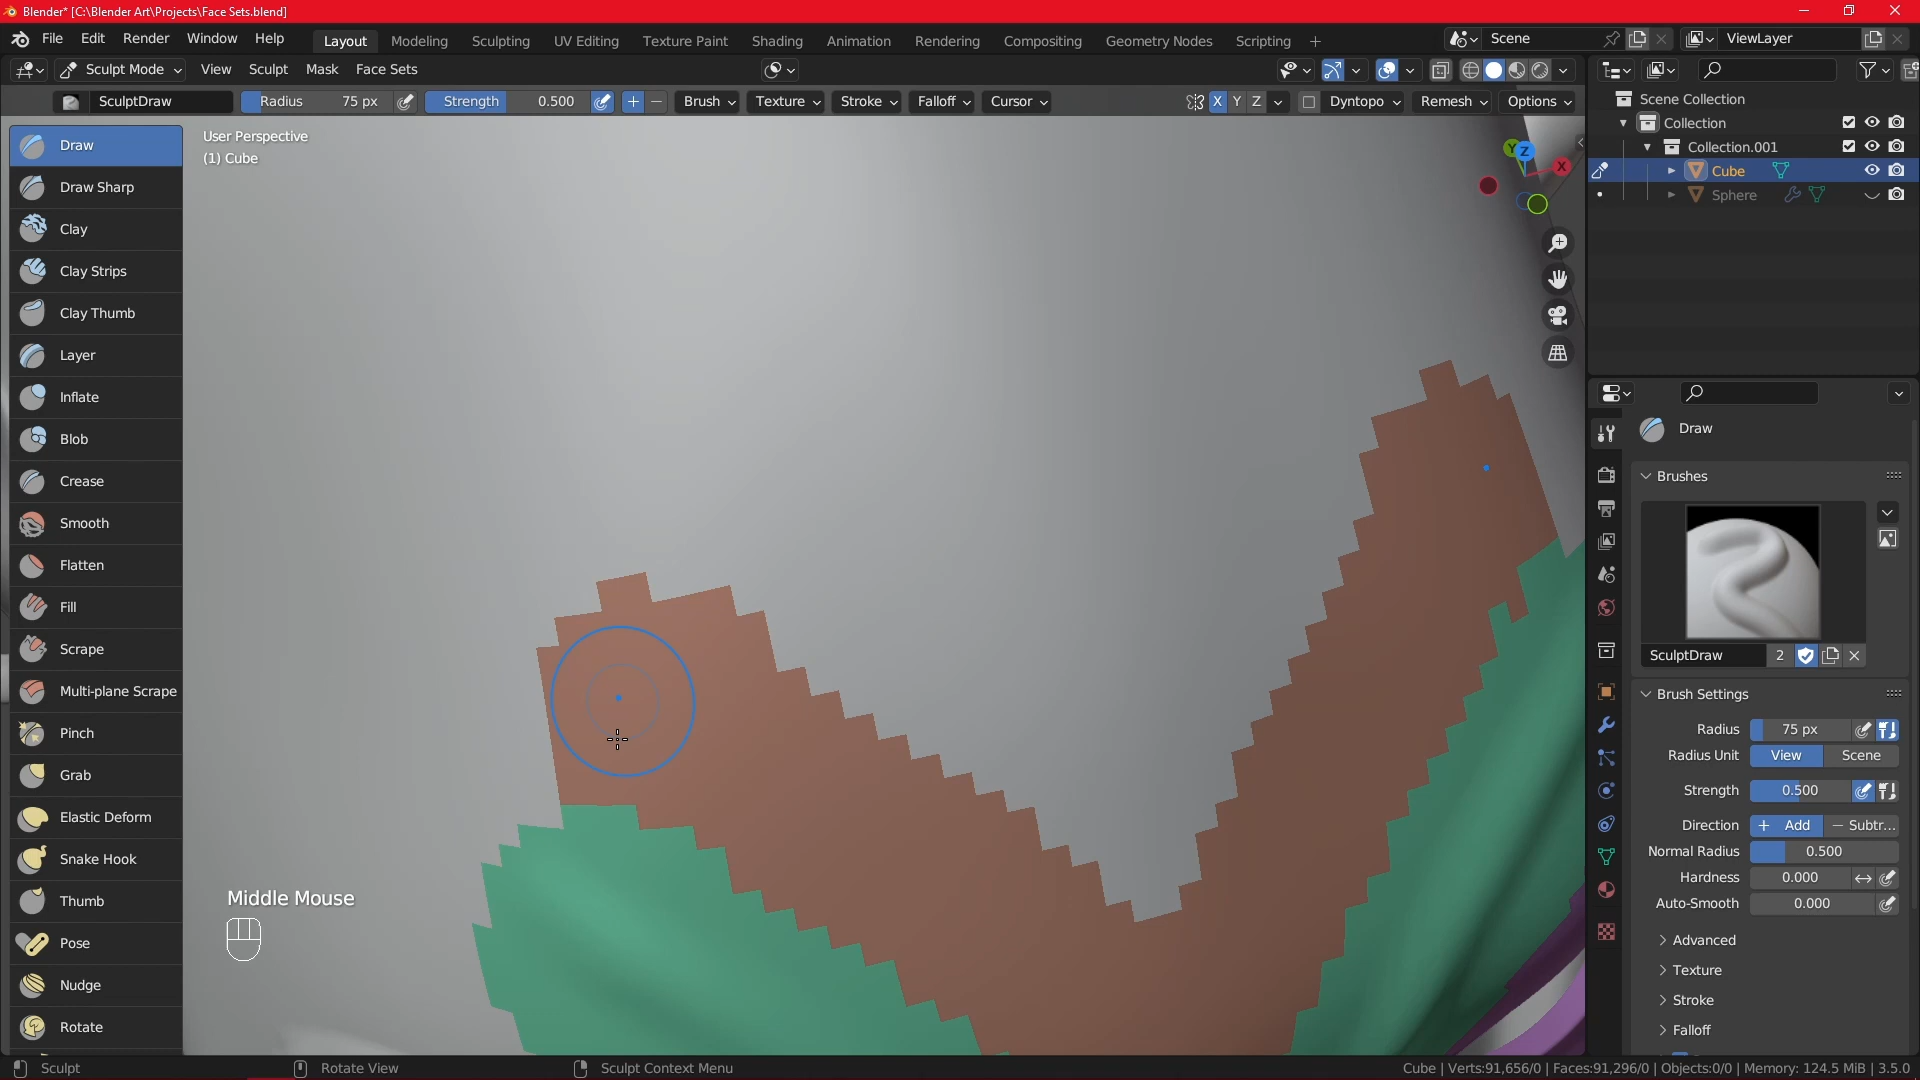 Blender* [C:\Blender Art\Projects\Face Sets.blend]
File Edit Render Window Help Layout Modeling Sculpting UV Editing Texture Paint Shading Animation Rendering Compositing Geometry Nodes Scripting + Scene ViewLayer
Sculpt Mode View Sculpt Mask Face Sets
SculptDraw Radius 75 px Strength 0.500 + − Brush Texture Stroke Falloff Cursor X Y Z Dyntopo Remesh Options
User Perspective
(1) Cube
Draw
Draw Sharp
Clay
Clay Strips
Clay Thumb
Layer
Inflate
Blob
Crease
Smooth
Flatten
Fill
Scrape
Multi-plane Scrape
Pinch
Grab
Elastic Deform
Snake Hook
Thumb
Pose
Nudge
Rotate
Middle Mouse
Y Z X
Scene Collection
Collection
Collection.001
Cube
Sphere
Draw
Brushes
SculptDraw 2
Brush Settings
Radius 75 px
Radius Unit View Scene
Strength 0.500
Direction + Add − Subtr...
Normal Radius 0.500
Hardness 0.000
Auto-Smooth 0.000
Advanced
Texture
Stroke
Falloff
Sculpt Rotate View Sculpt Context Menu Cube | Verts:91,656/0 | Faces:91,296/0 | Objects:0/0 | Memory: 124.5 MiB | 3.5.0